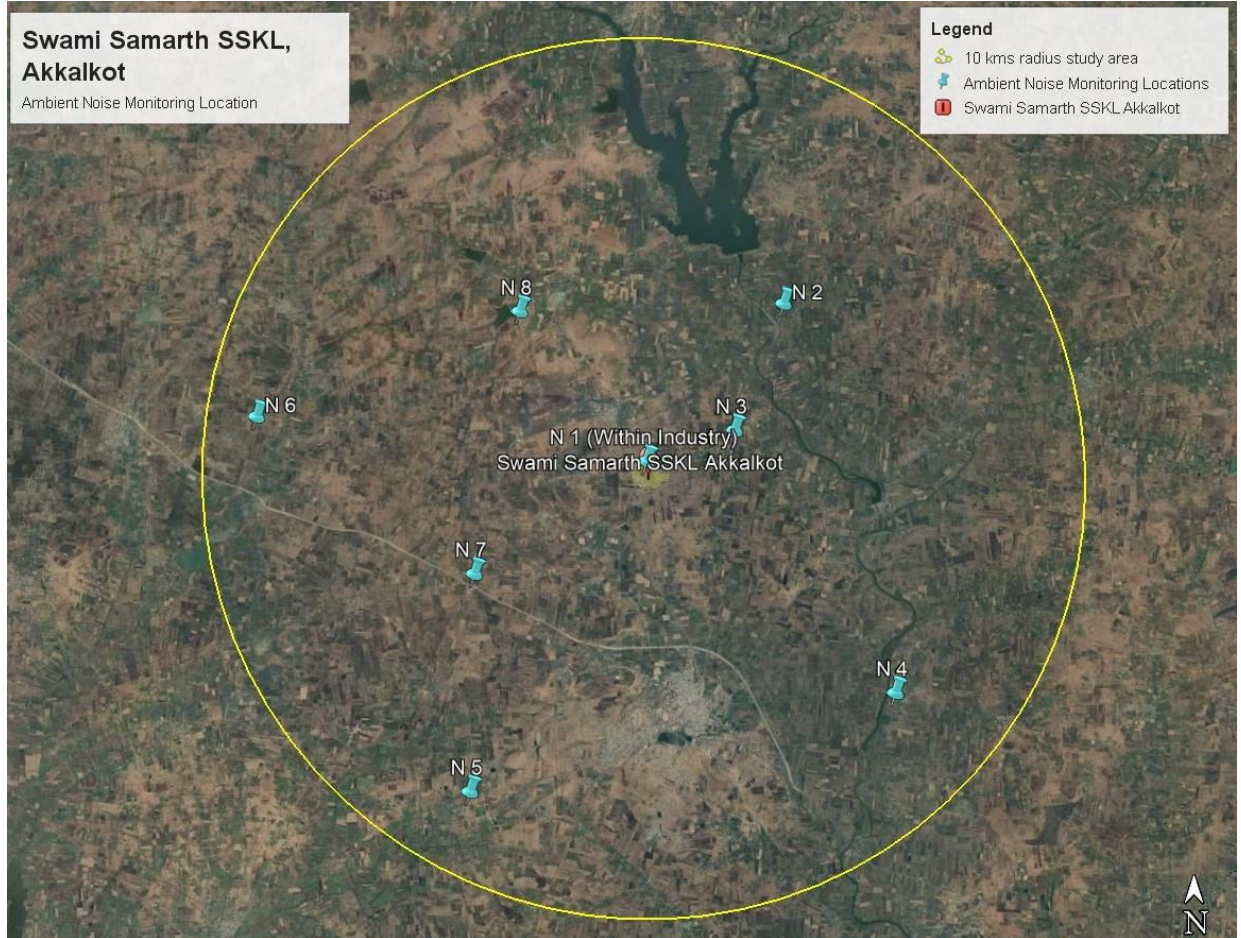 Swami Samarth SSKL,
Akkalkot
Ambient Noise Monitoring Location
Legend
10 kms radius study area
Ambient Noise Monitoring Locations
Swami Samarth SSKL Akkalkot
N 8
N 2
N 6
N 3
N 1 (Within Industry)
Swami Samarth SSKL Akkalkot
N 7
N 4
N 5
N